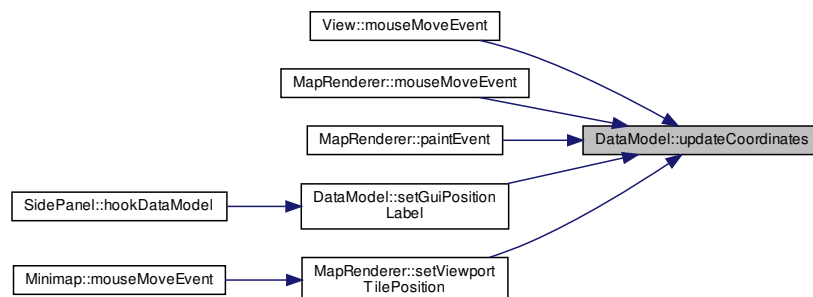 View::mouseMoveEvent
MapRenderer::mouseMoveEvent
DataModel::updateCoordinates
MapRenderer::paintEvent
SidePanel::hookDataModel
DataModel::setGuiPosition
Label
Minimap::mouseMoveEvent
MapRenderer::setViewport
TilePosition